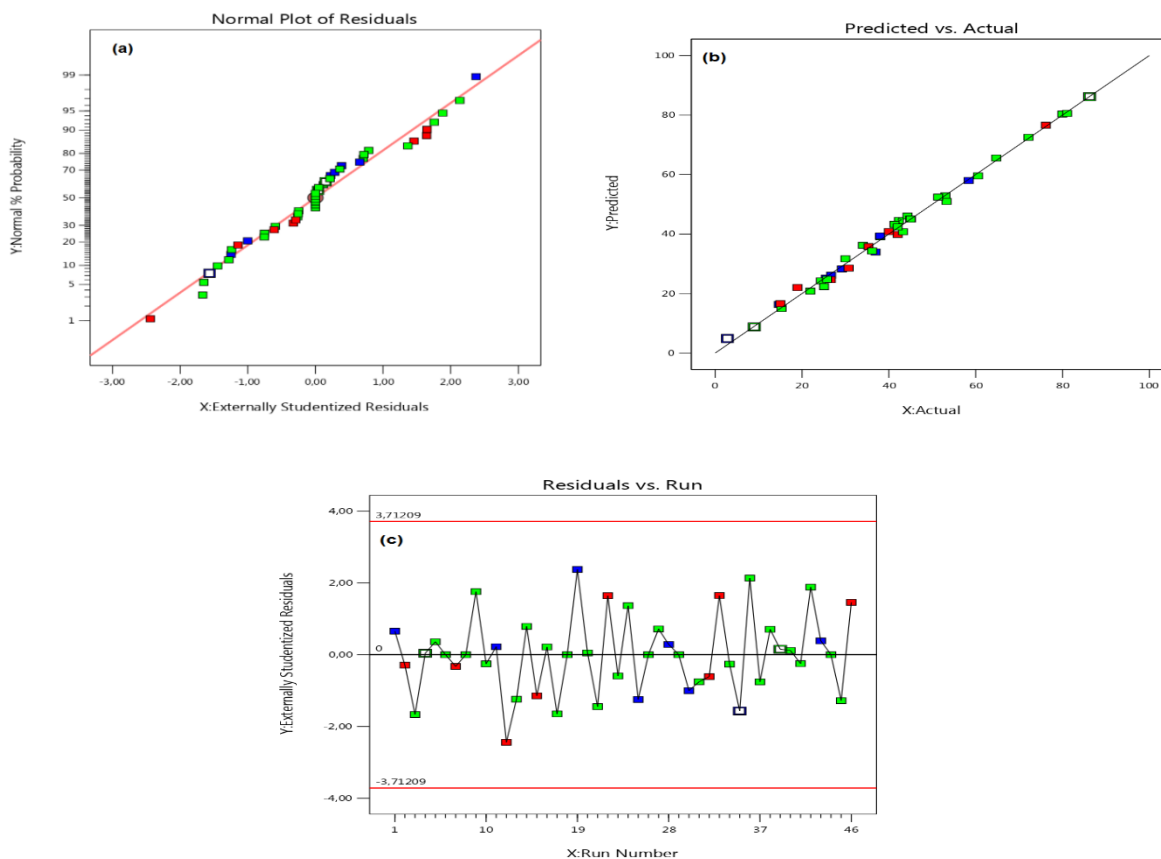 Normal Plot of Residuals
(a)
Y:Normal % Probability
99
95
90
80
70
50
30
20
10
5
1
-3,00 -2,00 -1,00 0,00 1,00 2,00 3,00
X:Externally Studentized Residuals
Predicted vs. Actual
(b)
Y:Predicted
100
80
60
40
20
0
0 20 40 60 80 100
X:Actual
Residuals vs. Run
(c)
Y:Externally Studentized Residuals
4,00
3,71209
2,00
0,00
0
-2,00
-3,71209
-4,00
1 10 19 28 37 46
X:Run Number